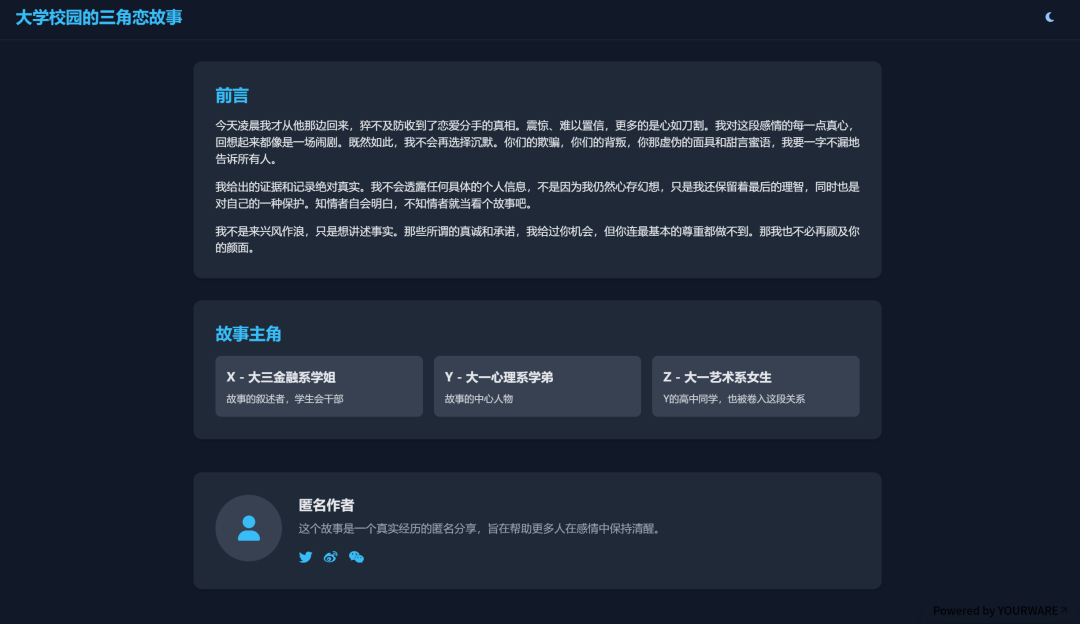 大学校园的三角恋故事
前言
今天凌晨我才从他那边回来，猝不及防收到了恋爱分手的真相。震惊、难以置信，更多的是心如刀割。我对这段感情的每一点真心，
回想起来都像是一场闹剧。既然如此，我不会再选择沉默。你们的欺骗，你们的背叛，你那虚伪的面具和甜言蜜语，我要一字不漏地
告诉所有人。
我给出的证据和记录绝对真实。我不会透露任何具体的个人信息，不是因为我仍然心存幻想，只是我还保留着最后的理智，同时也是
对自己的一种保护。知情者自会明白，不知情者就当看个故事吧。
我不是来兴风作浪，只是想讲述事实。那些所谓的真诚和承诺，我给过你机会，但你连最基本的尊重都做不到。那我也不必再顾及你
的颜面。
故事主角
X - 大三金融系学姐
故事的叙述者，学生会干部
Y - 大一心理系学弟
故事的中心人物
Z - 大一艺术系女生
Y的高中同学，也被卷入这段关系
匿名作者
这个故事是一个真实经历的匿名分享，旨在帮助更多人在感情中保持清醒。
Powered by YOURWARE